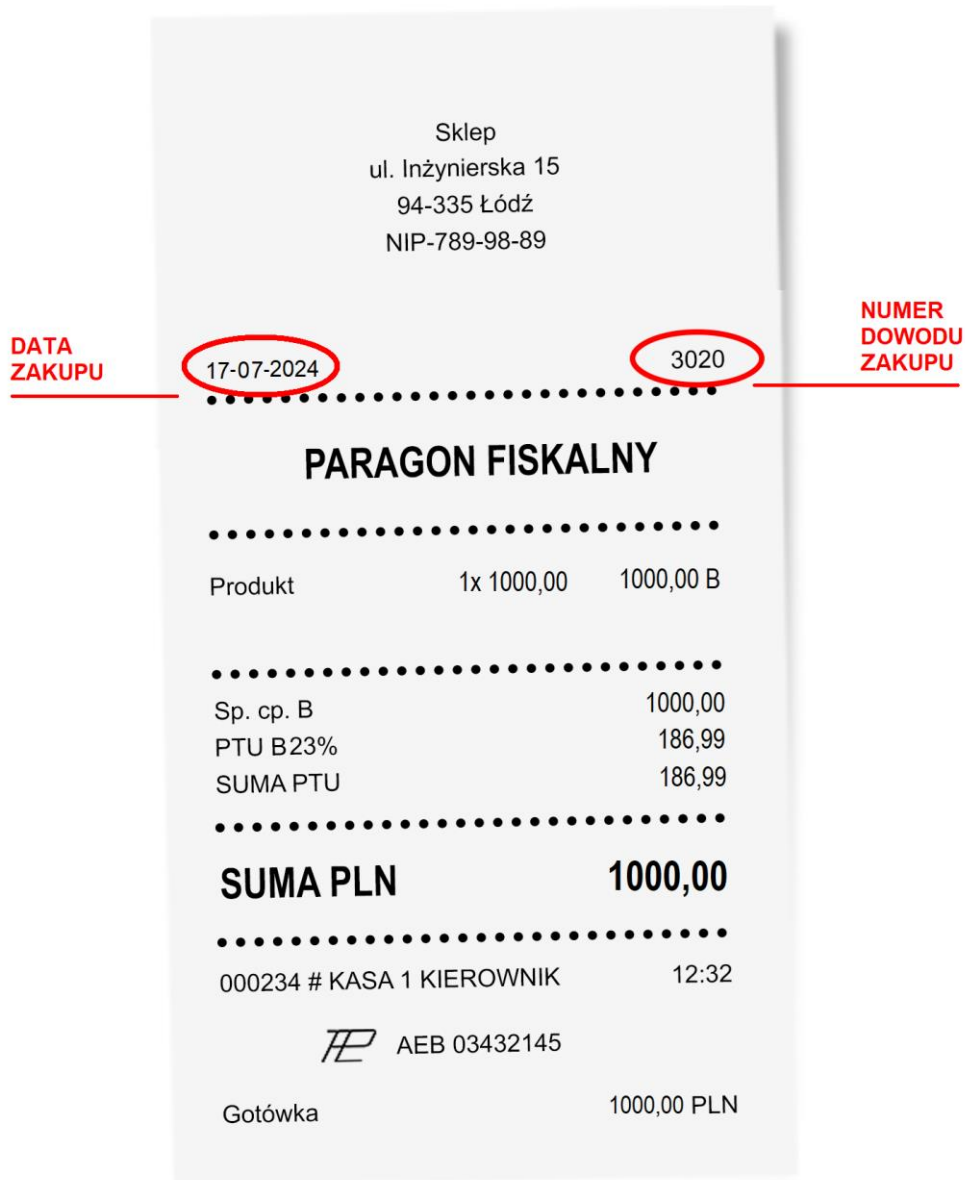 Sklep
ul. Inżynierska 15
94-335 Łódź
NIP-789-98-89
DATA
ZAKUPU
17-07-2024
3020
NUMER
DOWODU
ZAKUPU
PARAGON FISKALNY
Produkt 1x 1000,00 1000,00 B
Sp. cp. B 1000,00
PTU B23% 186,99
SUMA PTU 186,99
SUMA PLN 1000,00
000234 # KASA 1 KIEROWNIK 12:32
AEB 03432145
Gotówka 1000,00 PLN